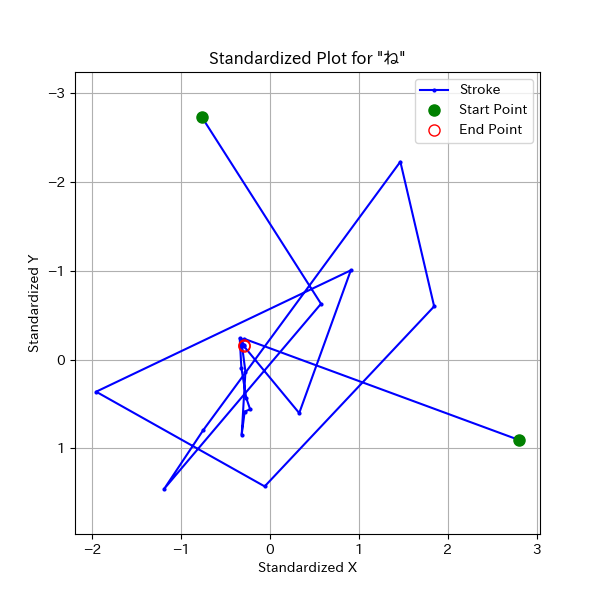 Standardized Plot for "ね"
Stroke
Start Point
End Point
−3
−2
−1
0
1
Standardized Y
−2 −1 0 1 2 3
Standardized X